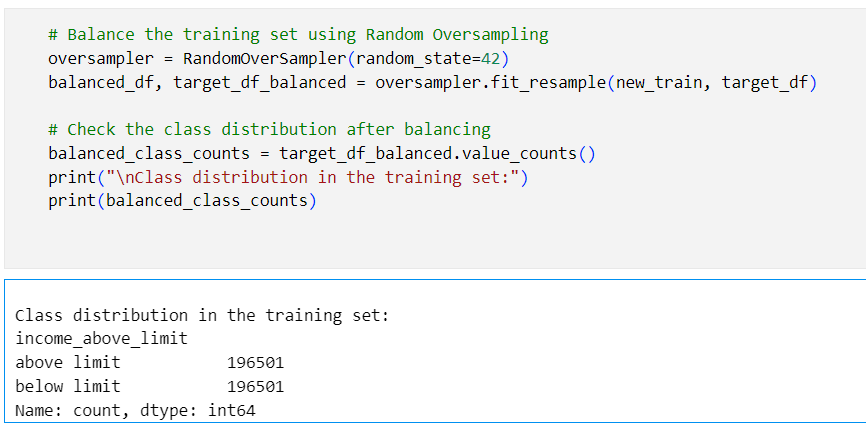 # Balance the training set using Random Oversampling
oversampler = RandomOverSampler(random_state=42)
balanced_df, target_df_balanced = oversampler.fit_resample(new_train, target_df)
# Check the class distribution after balancing
balanced_class_counts = target_df_balanced.value_counts()
print("\nClass distribution in the training set:")
print(balanced_class_counts)
Class distribution in the training set:
income_above_limit
above limit 196501
below limit 196501
Name: count, dtype: int64